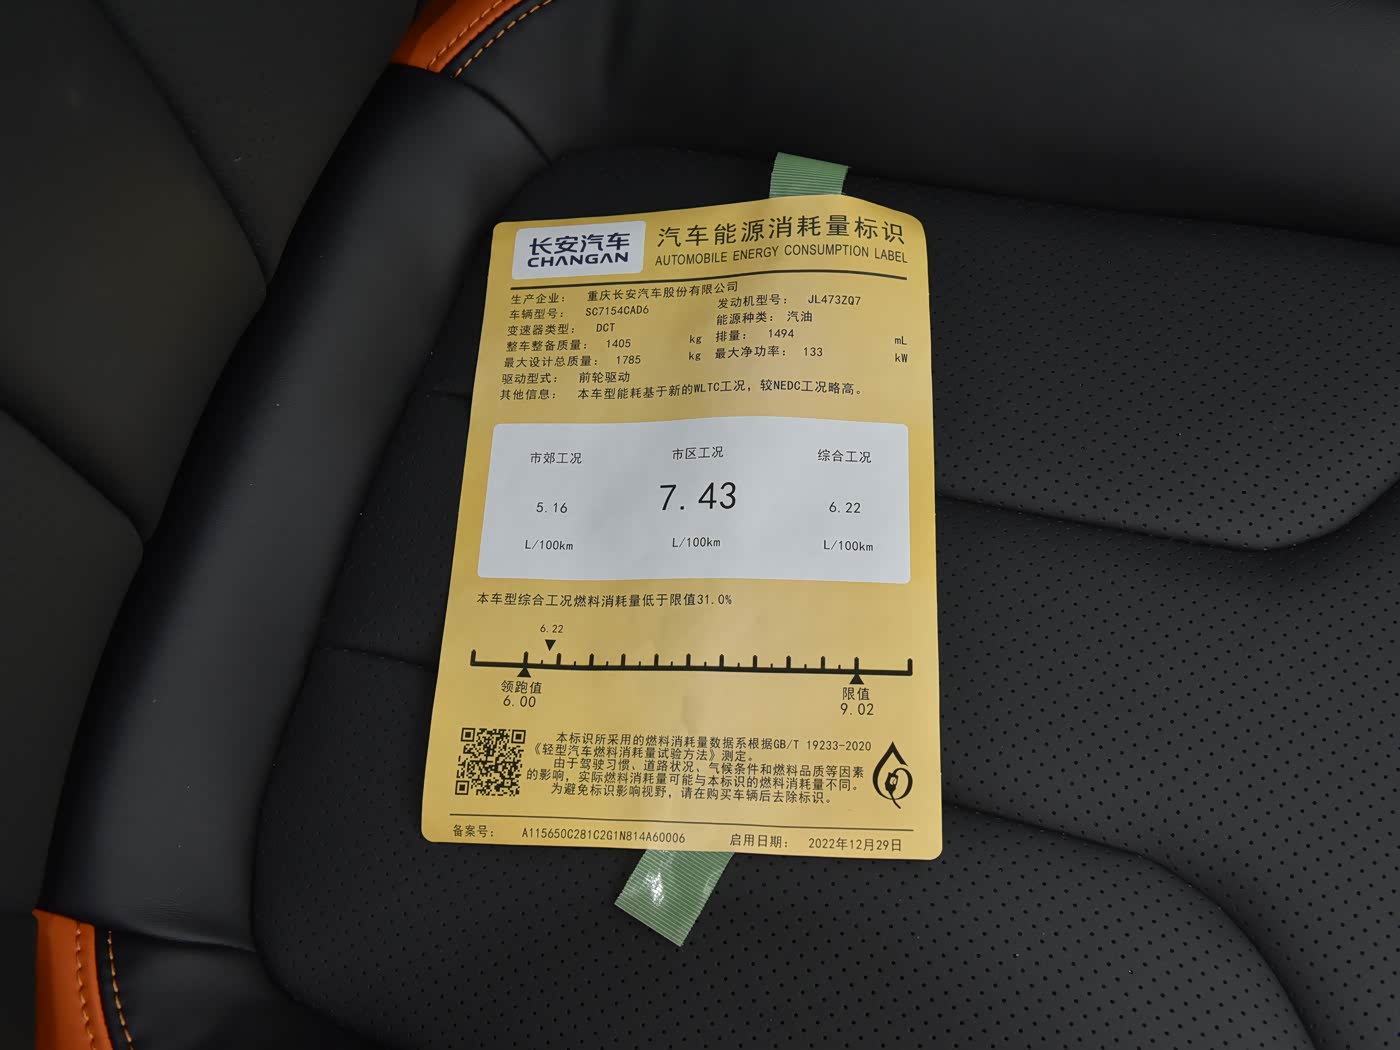 长安汽车
CHANGAN
汽车能源消耗量标识
AUTOMOBILE ENERGY CONSUMPTION LABEL
生产企业： 重庆长安汽车股份有限公司
车辆型号： SC7154CAD6 发动机型号： JL473ZQ7
变速器类型： DCT 能源种类： 汽油
整车整备质量： 1405 kg 排量： 1494 mL
最大设计总质量： 1785 kg 最大净功率： 133 kW
驱动型式： 前轮驱动
其他信息： 本车型能耗基于新的WLTC工况，较NEDC工况略高。
市郊工况 市区工况 综合工况
5.16 7.43 6.22
L/100km L/100km L/100km
本车型综合工况燃料消耗量低于限值31.0%
6.22
领跑值 限值
6.00 9.02
本标识所采用的燃料消耗量数据系根据GB/T 19233-2020
《轻型汽车燃料消耗量试验方法》测定。
由于驾驶习惯、道路状况、气候条件和燃料品质等因素
的影响，实际燃料消耗量可能与本标识的燃料消耗量不同。
为避免标识影响视野，请在购买车辆后去除标识。
备案号： A115650C281C2G1N814A60006 启用日期： 2022年12月29日